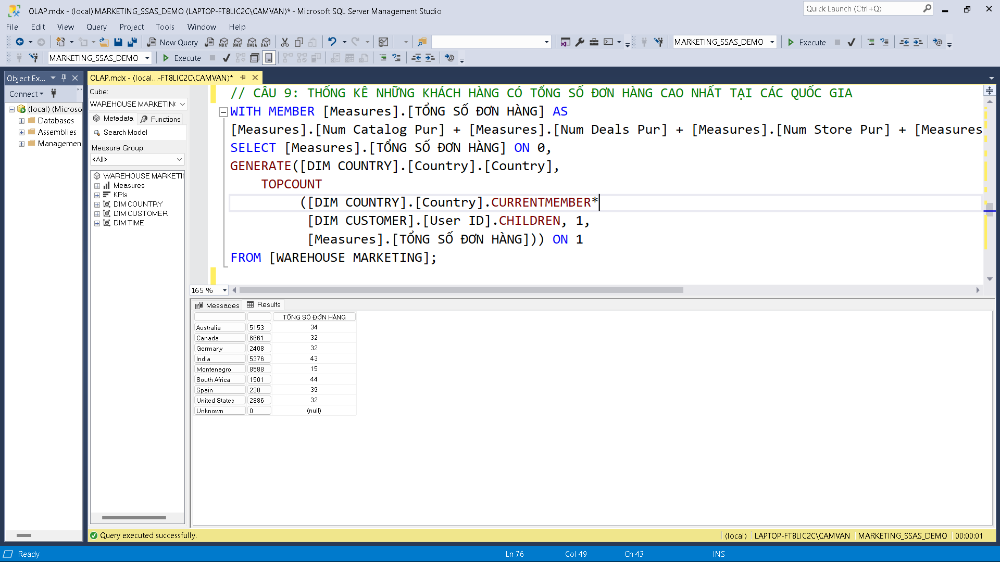 OLAP.mdx - (local).MARKETING_SSAS_DEMO (LAPTOP-FT8LIC2C\CAMVAN)* - Microsoft SQL Server Management Studio
Quick Launch (Ctrl+Q)
File Edit View Query Project Tools Window Help
New Query MDX DMX XMLA DAX MARKETING_SSAS_DEMO Execute
MARKETING_SSAS_DEMO Execute
Object Ex...
OLAP.mdx - (local...-FT8LIC2C\CAMVAN)*
Connect
(local) (Microso
Databases
Assemblies
Managemen
Cube:
WAREHOUSE MARKETIN
Metadata Functions
Search Model
Measure Group:
<All>
WAREHOUSE MARKETI
Measures
KPIs
DIM COUNTRY
DIM CUSTOMER
DIM TIME
// CÂU 9: THỐNG KÊ NHỮNG KHÁCH HÀNG CÓ TỔNG SỐ ĐƠN HÀNG CAO NHẤT TẠI CÁC QUỐC GIA
WITH MEMBER [Measures].[TỔNG SỐ ĐƠN HÀNG] AS
[Measures].[Num Catalog Pur] + [Measures].[Num Deals Pur] + [Measures].[Num Store Pur] + [Measures
SELECT [Measures].[TỔNG SỐ ĐƠN HÀNG] ON 0,
GENERATE([DIM COUNTRY].[Country].[Country],
TOPCOUNT
([DIM COUNTRY].[Country].CURRENTMEMBER*
[DIM CUSTOMER].[User ID].CHILDREN, 1,
[Measures].[TỔNG SỐ ĐƠN HÀNG])) ON 1
FROM [WAREHOUSE MARKETING];
165 %
Messages Results
TỔNG SỐ ĐƠN HÀNG
Australia 5153 34
Canada 6661 32
Germany 2408 32
India 5376 43
Montenegro 8588 15
South Africa 1501 44
Spain 238 39
United States 2886 32
Unknown 0 (null)
Query executed successfully. (local) LAPTOP-FT8LIC2C\CAMVAN MARKETING_SSAS_DEMO 00:00:01
Ready Ln 76 Col 49 Ch 43 INS